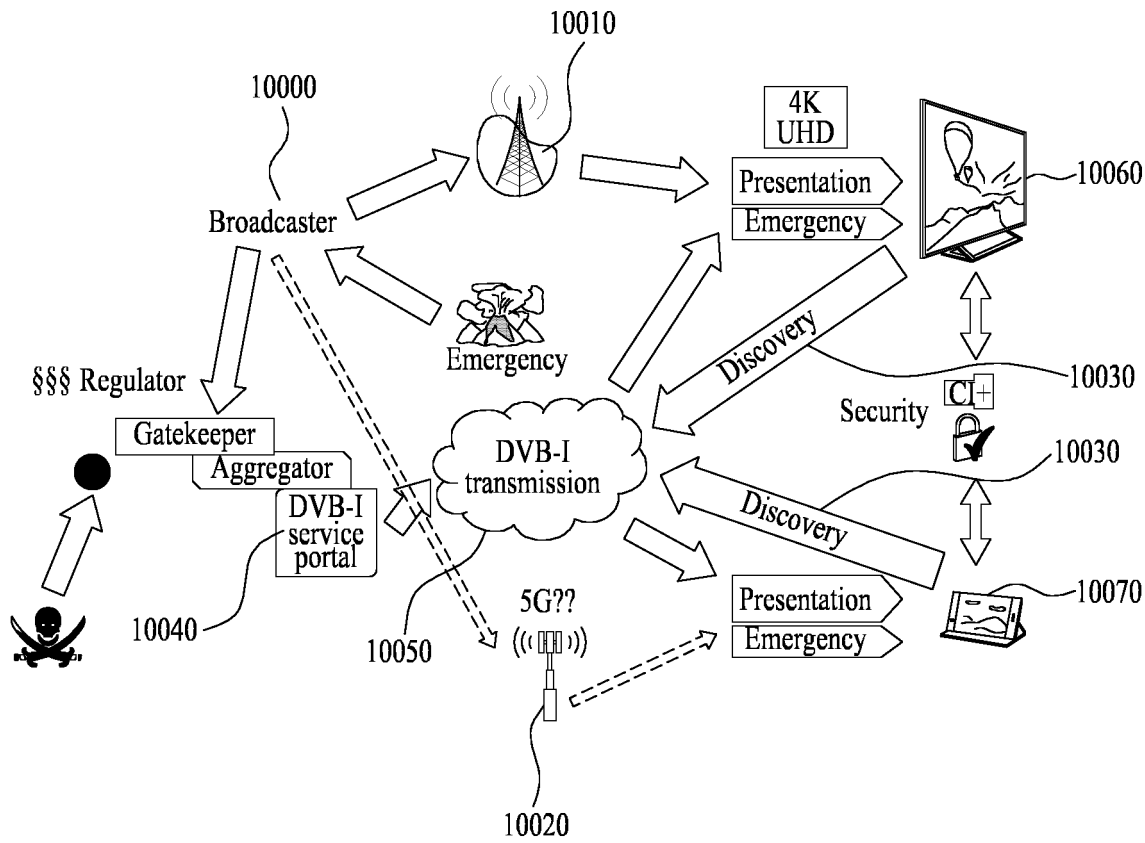 10010
10000
4K
UHD
Presentation
10060
Broadcaster
Emergency
Emergency
Discovery
10030
§§§ Regulator
CI+
Security
Gatekeeper
Aggregator
DVB-I
transmission
10030
DVB-I
service
portal
Discovery
10040
10050
5G??
Presentation
Emergency
10070
10020